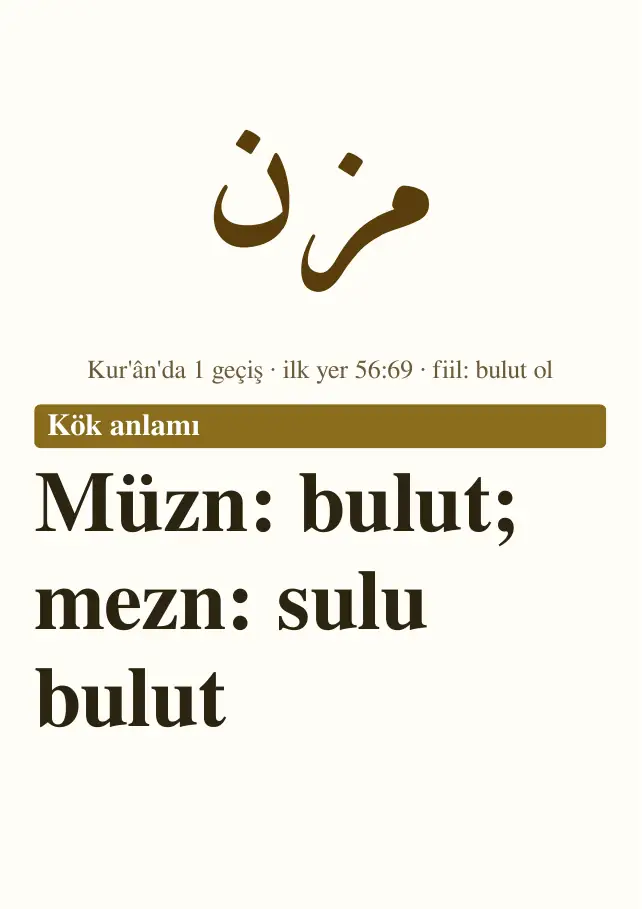 مزن
Kur'ân'da 1 geçiş · ilk yer 56:69 · fiil: bulut ol
Kök anlamı
Müzn: bulut;
mezn: sulu
bulut